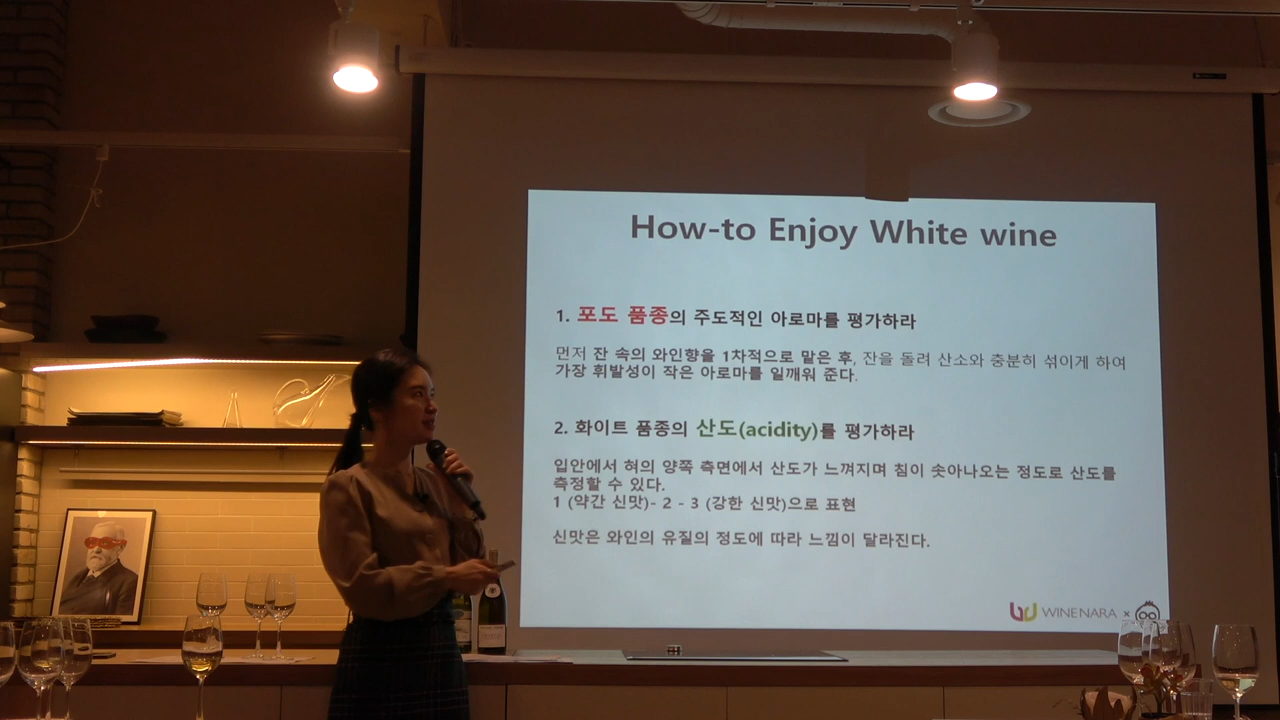 How-to Enjoy White wine
1. 포도 품종의 주도적인 아로마를 평가하라
먼저 잔 속의 와인향을 1차적으로 맡은 후, 잔을 돌려 산소와 충분히 섞이게 하여
가장 휘발성이 작은 아로마를 일깨워 준다.
2. 화이트 품종의 산도(acidity)를 평가하라
입안에서 혀의 양쪽 측면에서 산도가 느껴지며 침이 솟아나오는 정도로 산도를
측정할 수 있다.
1 (약간 신맛)- 2 - 3 (강한 신맛)으로 표현
신맛은 와인의 유질의 정도에 따라 느낌이 달라진다.
WINENARA ×